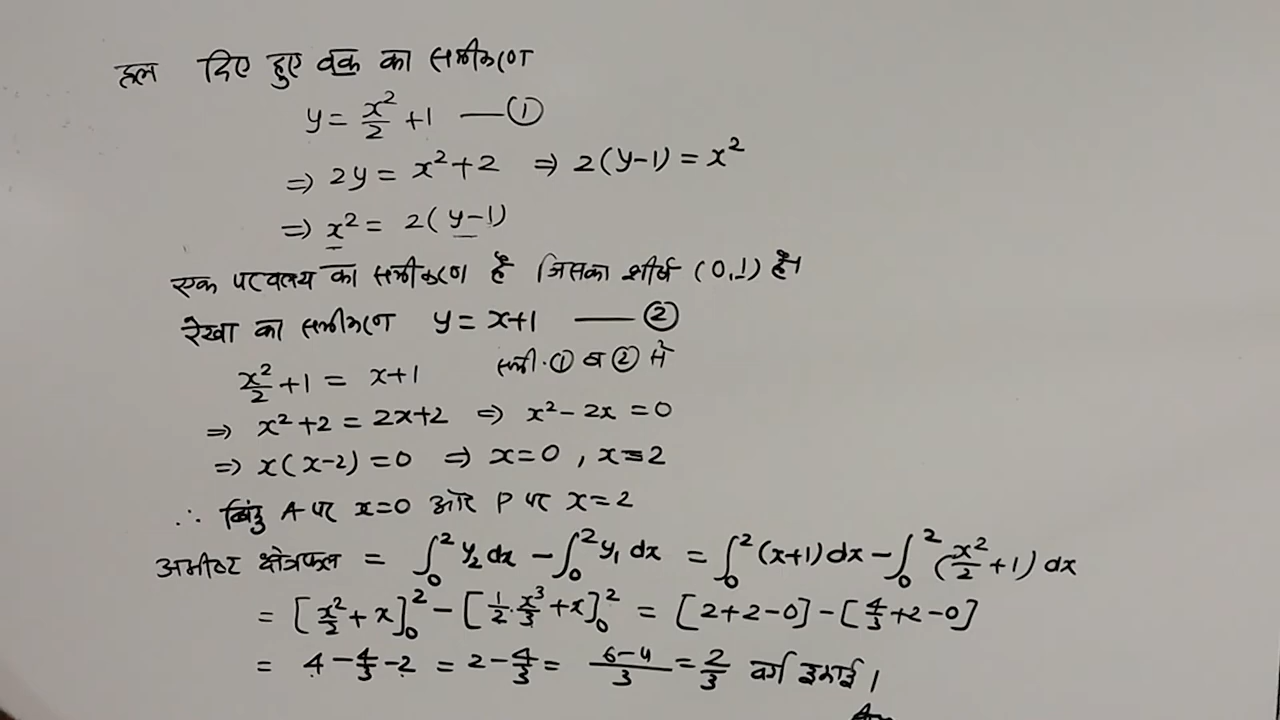 हल दिए हुए वक्र का समीकरण
y = x²/2 + 1 —— ①
⇒ 2y = x² + 2 ⇒ 2(y-1) = x²
⇒ x² = 2(y-1)
एक परवलय का समीकरण है जिसका शीर्ष (0,1) है।
रेखा का समीकरण y = x+1 —— ②
x²/2 + 1 = x+1 समी. ① व ② से
⇒ x² + 2 = 2x+2 ⇒ x² - 2x = 0
⇒ x(x-2) = 0 ⇒ x=0, x=2
∴ बिंदु A पर x=0 और P पर x=2
अभीष्ट क्षेत्रफल = ∫₀² y₂ dx - ∫₀² y₁ dx = ∫₀² (x+1) dx - ∫₀² (x²/2 + 1) dx
= [x²/2 + x]₀² - [1/2 · x³/3 + x]₀² = [2+2-0] - [4/3 + 2 - 0]
= 4 - 4/3 - 2 = 2 - 4/3 = (6-4)/3 = 2/3 वर्ग इकाई।